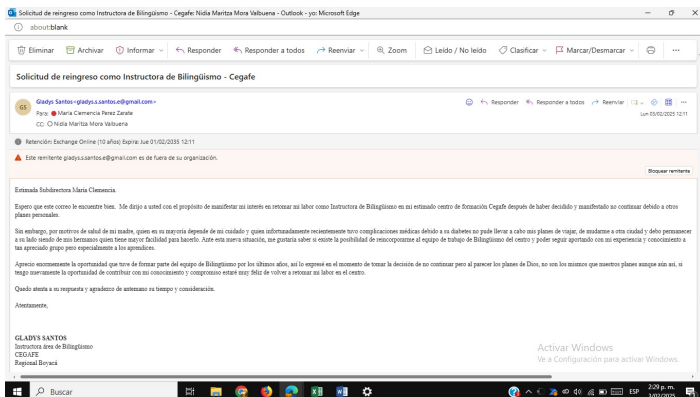 Solicitud de reingreso como Instructora de Bilingüismo - Cegafe: Nidia Maritza Mora Valbuena - Outlook - yo: Microsoft Edge
about:blank
Eliminar Archivar Informar Responder Responder a todos Reenviar Zoom Leído / No leído Clasificar Marcar/Desmarcar
Solicitud de reingreso como Instructora de Bilingüismo - Cegafe
GS Gladys Santos<gladys.s.santos.e@gmail.com> Responder Responder a todos Reenviar
Para: Maria Clemencia Perez Zarate Lun 03/02/2025 12:11
CC: Nidia Maritza Mora Valbuena
Retención: Exchange Online (10 años) Expira: Jue 01/02/2035 12:11
Este remitente gladys.s.santos.e@gmail.com es de fuera de su organización.
Bloquear remitente
Estimada Subdirectora María Clemencia.
Espero que este correo le encuentre bien. Me dirijo a usted con el propósito de manifestar mi interés en retomar mi labor como Instructora de Bilingüismo en mi estimado centro de formación Cegafe después de haber decidido y manifestado no continuar debido a otros
planes personales.
Sin embargo, por motivos de salud de mi madre, quien en su mayoría depende de mi cuidado y quien infortunadamente recientemente tuvo complicaciones médicas debido a su diabetes no pude llevar a cabo mis planes de viajar, de mudarme a otra ciudad y debo permanecer
a su lado siendo de mis hermanos quien tiene mayor facilidad para hacerlo. Ante esta nueva situación, me gustaría saber si existe la posibilidad de reincorporarme al equipo de trabajo de Bilingüismo del centro y poder seguir aportando con mi experiencia y conocimiento a
tan apreciado grupo pero especialmente a los aprendices.
Aprecio enormemente la oportunidad que tuve de formar parte del equipo de Bilingüismo por los últimos años, así lo expresé en el momento de tomar la decisión de no continuar pero al parecer los planes de Dios, no son los mismos que nuestros planes aunque aún así, si
tengo nuevamente la oportunidad de contribuir con mi conocimiento y compromiso estaré muy feliz de volver a retomar mi labor en el centro.
Quedo atenta a su respuesta y agradezco de antemano su tiempo y consideración.
Atentamente,
GLADYS SANTOS
Instructora área de Bilingüismo
CEGAFE
Regional Boyacá
Activar Windows
Ve a Configuración para activar Windows.
Buscar ESP 2:29 p. m.
3/02/2025